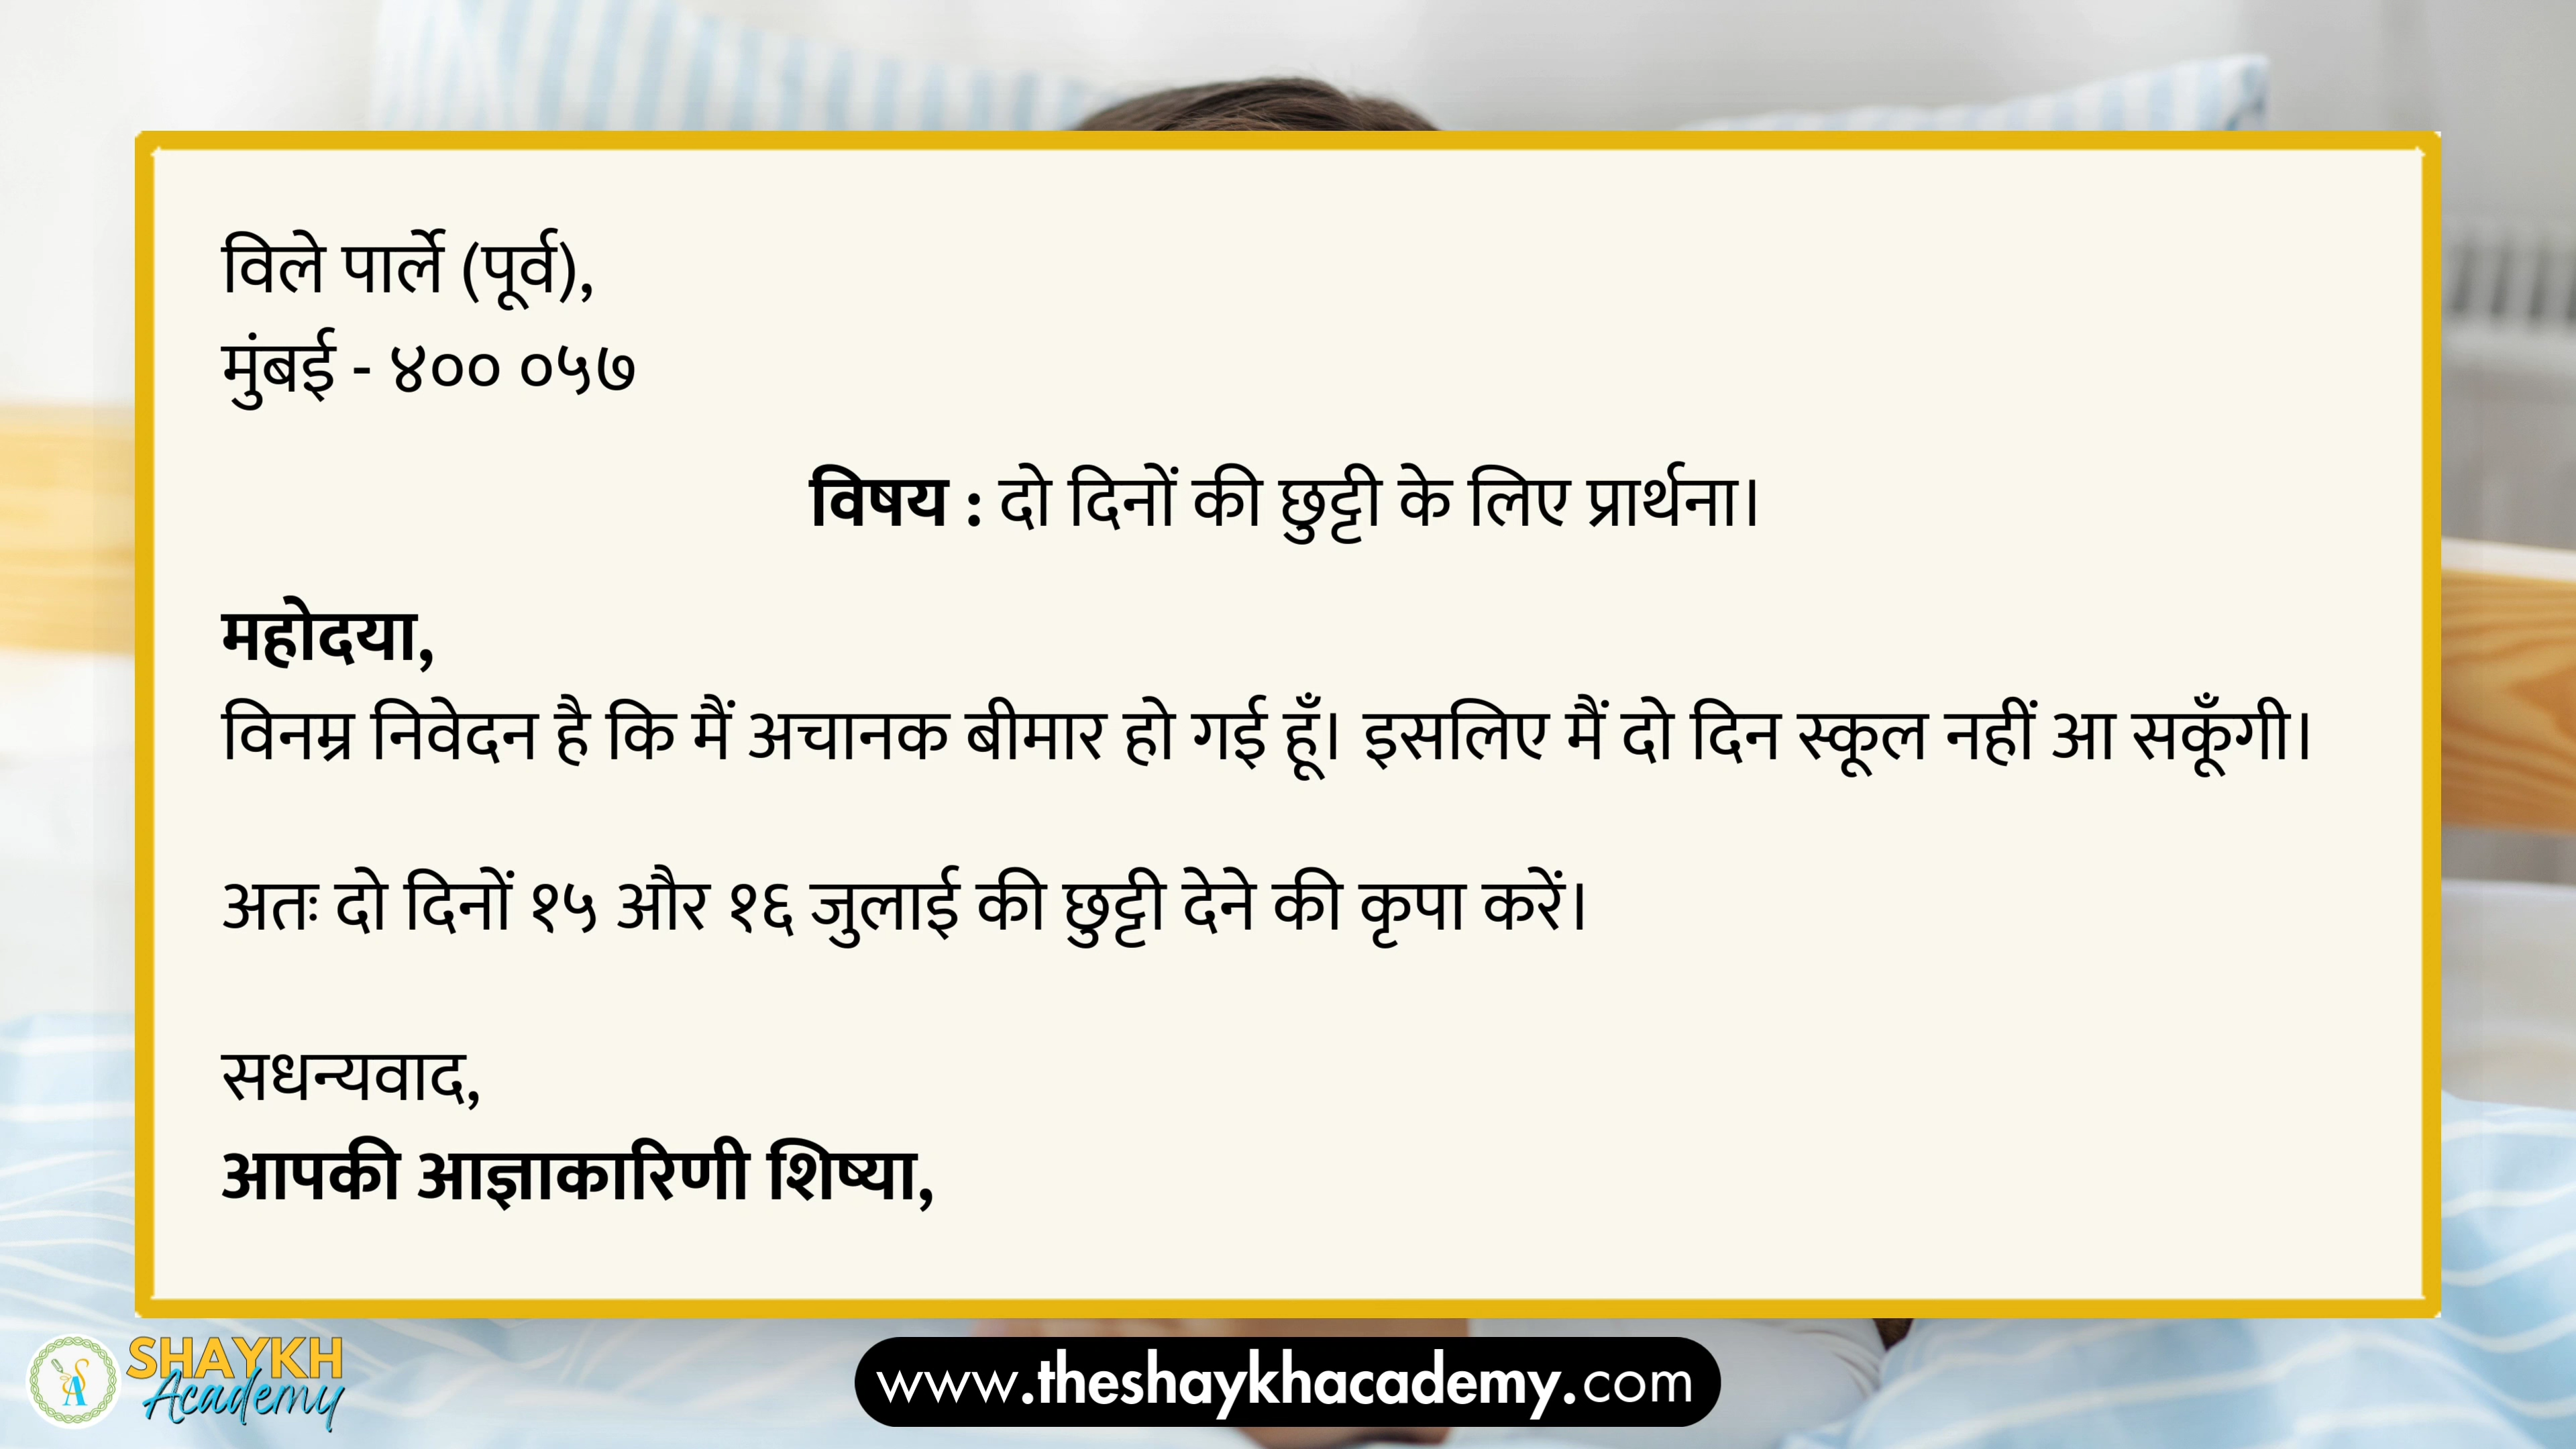 विले पार्ले (पूर्व),
मुंबई - ४०० ०५७
विषय : दो दिनों की छुट्टी के लिए प्रार्थना।
महोदया,
विनम्र निवेदन है कि मैं अचानक बीमार हो गई हूँ। इसलिए मैं दो दिन स्कूल नहीं आ सकूँगी।
अतः दो दिनों १५ और १६ जुलाई की छुट्टी देने की कृपा करें।
सधन्यवाद,
आपकी आज्ञाकारिणी शिष्या,
SHAYKH
Academy
www.theshaykhacademy.com